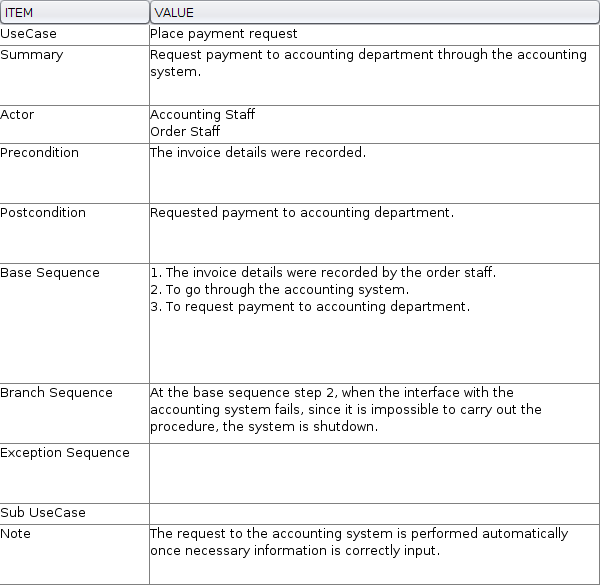 ITEM VALUE
UseCase Place payment request
Summary Request payment to accounting department through the accounting
system.
Actor Accounting Staff
Order Staff
Precondition The invoice details were recorded.
Postcondition Requested payment to accounting department.
Base Sequence 1. The invoice details were recorded by the order staff.
2. To go through the accounting system.
3. To request payment to accounting department.
Branch Sequence At the base sequence step 2, when the interface with the
accounting system fails, since it is impossible to carry out the
procedure, the system is shutdown.
Exception Sequence
Sub UseCase
Note The request to the accounting system is performed automatically
once necessary information is correctly input.